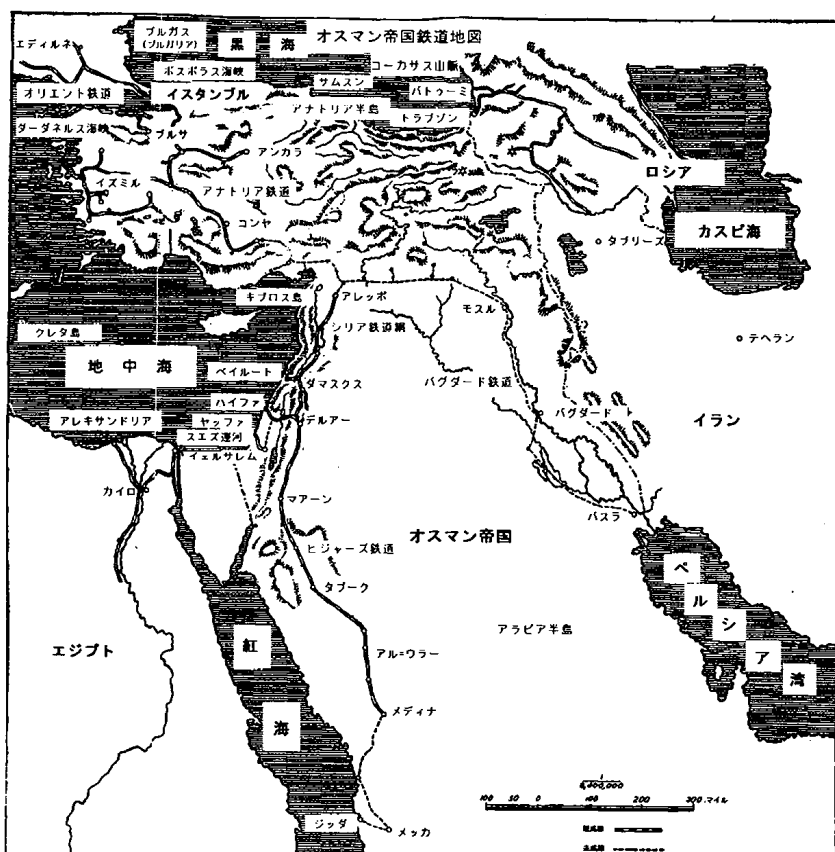 オスマン帝国鉄道地図
ブルガス
(ブルガリア)
黒海
エディルネ
コーカサス山脈
ボスポラス海峡
サムスン
バトゥーミ
オリエント鉄道
イスタンブル
アナトリア半島
トラブゾン
ダーダネルス海峡
ブルサ
アンカラ
ロシア
イズミル
アナトリア鉄道
コンヤ
カスピ海
タブリーズ
キプロス島
アレッポ
モスル
クレタ島
シリア鉄道網
テヘラン
地中海
ベイルート
ダマスクス
バグダード鉄道
ハイファ
アレキサンドリア
ヤッファ
デルアー
バグダード
イラン
スエズ運河
イェルサレム
カイロ
マアーン
バスラ
オスマン帝国
ヒジャーズ鉄道
タブーク
ペルシア湾
エジプト
紅海
アラビア半島
アル=ウラー
メディナ
1
6,000,000
100 50 0 100 200 300 マイル
ジッダ
メッカ